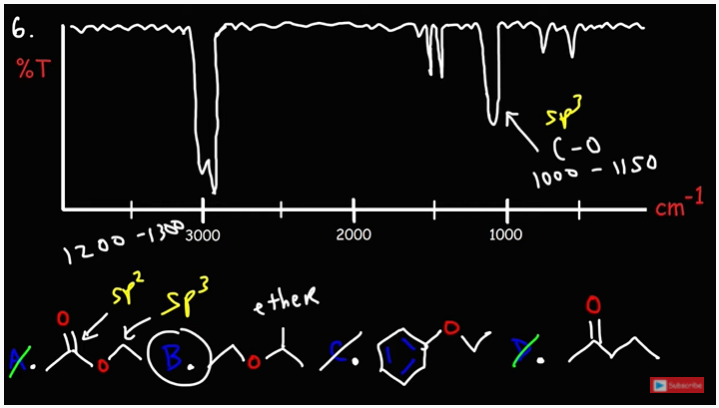 6.
%T
sp3
C-O
1000 - 1150
cm-1
1200 -1300
3000
2000
1000
sp2
sp3
ether
O
O
A.
O
B.
O
C.
O
D.
Subscribe